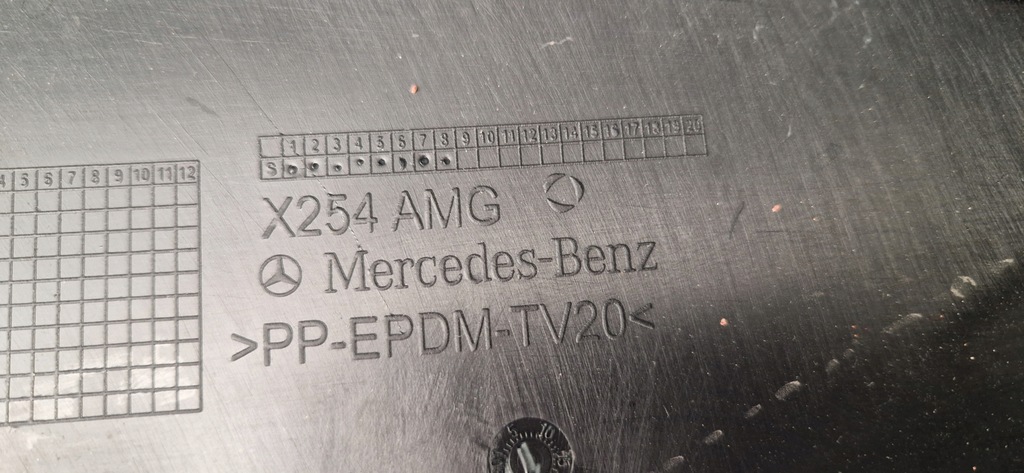 1 2 3 4 5 6 7 8 9 10 11 12 13 14 15 16 17 18 19 20
S
4 5 6 7 8 9 10 11 12
X254 AMG
Mercedes-Benz
>PP-EPDM-TV20<
10